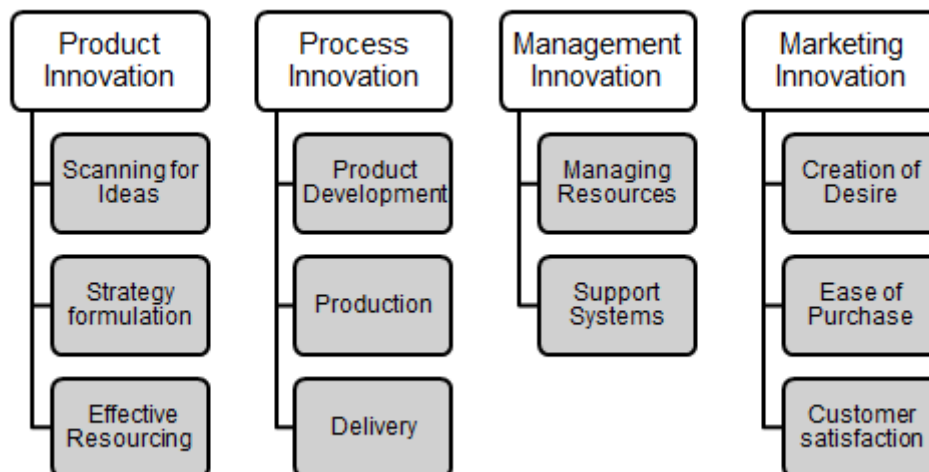 Product
Innovation
Scanning for
Ideas
Strategy
formulation
Effective
Resourcing
Process
Innovation
Product
Development
Production
Delivery
Management
Innovation
Managing
Resources
Support
Systems
Marketing
Innovation
Creation of
Desire
Ease of
Purchase
Customer
satisfaction